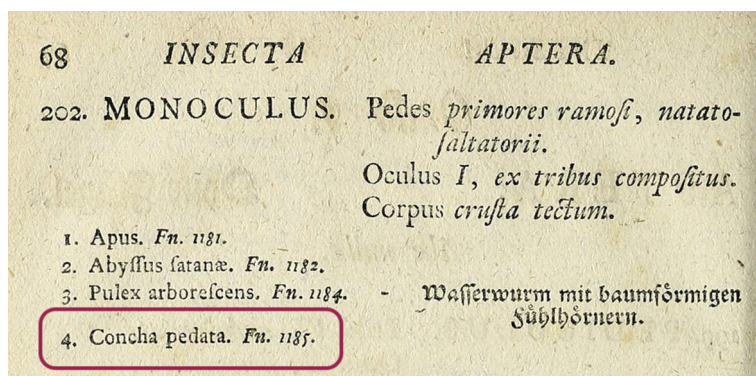 68 INSECTA APTERA.
202. MONOCULUS. Pedes primores ramoſi, natato-
ſaltatorii.
Oculus I, ex tribus compoſitus.
Corpus cruſta tectum.
1. Apus. Fn. 1181.
2. Abyſſus ſatanæ. Fn. 1182.
3. Pulex arboreſcens. Fn. 1184. - Waſſerwurm mit baumförmigen
Fühlhörnern.
4. Concha pedata. Fn. 1185.